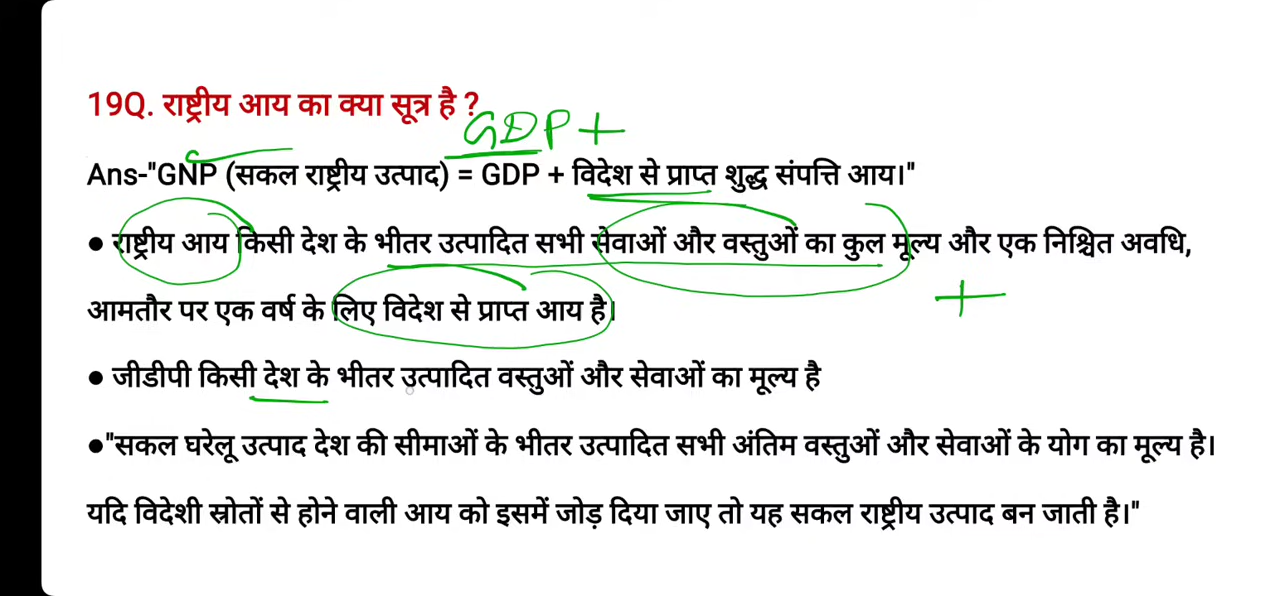 19Q. राष्ट्रीय आय का क्या सूत्र है ?
GDP +
Ans-"GNP (सकल राष्ट्रीय उत्पाद) = GDP + विदेश से प्राप्त शुद्ध संपत्ति आय।"
● राष्ट्रीय आय किसी देश के भीतर उत्पादित सभी सेवाओं और वस्तुओं का कुल मूल्य और एक निश्चित अवधि,
आमतौर पर एक वर्ष के लिए विदेश से प्राप्त आय है।
+
● जीडीपी किसी देश के भीतर उत्पादित वस्तुओं और सेवाओं का मूल्य है
●"सकल घरेलू उत्पाद देश की सीमाओं के भीतर उत्पादित सभी अंतिम वस्तुओं और सेवाओं के योग का मूल्य है।
यदि विदेशी स्रोतों से होने वाली आय को इसमें जोड़ दिया जाए तो यह सकल राष्ट्रीय उत्पाद बन जाती है।"